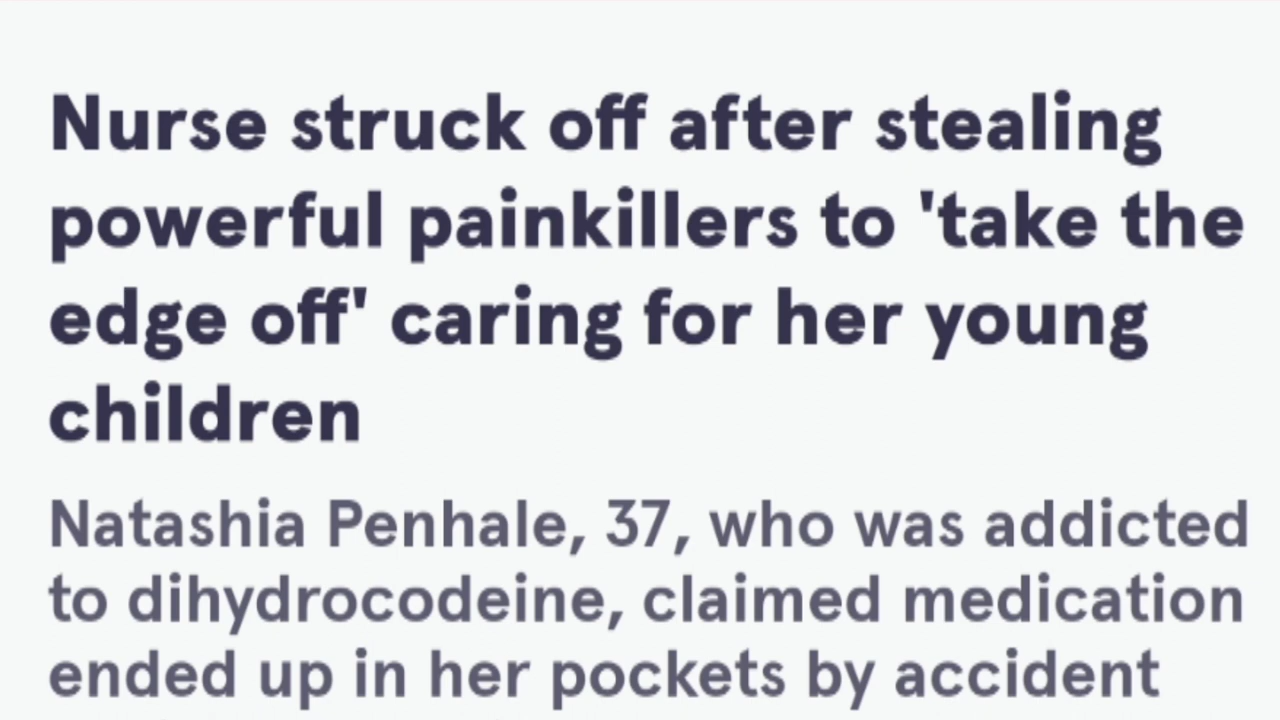 Nurse struck off after stealing
powerful painkillers to 'take the
edge off' caring for her young
children
Natashia Penhale, 37, who was addicted
to dihydrocodeine, claimed medication
ended up in her pockets by accident